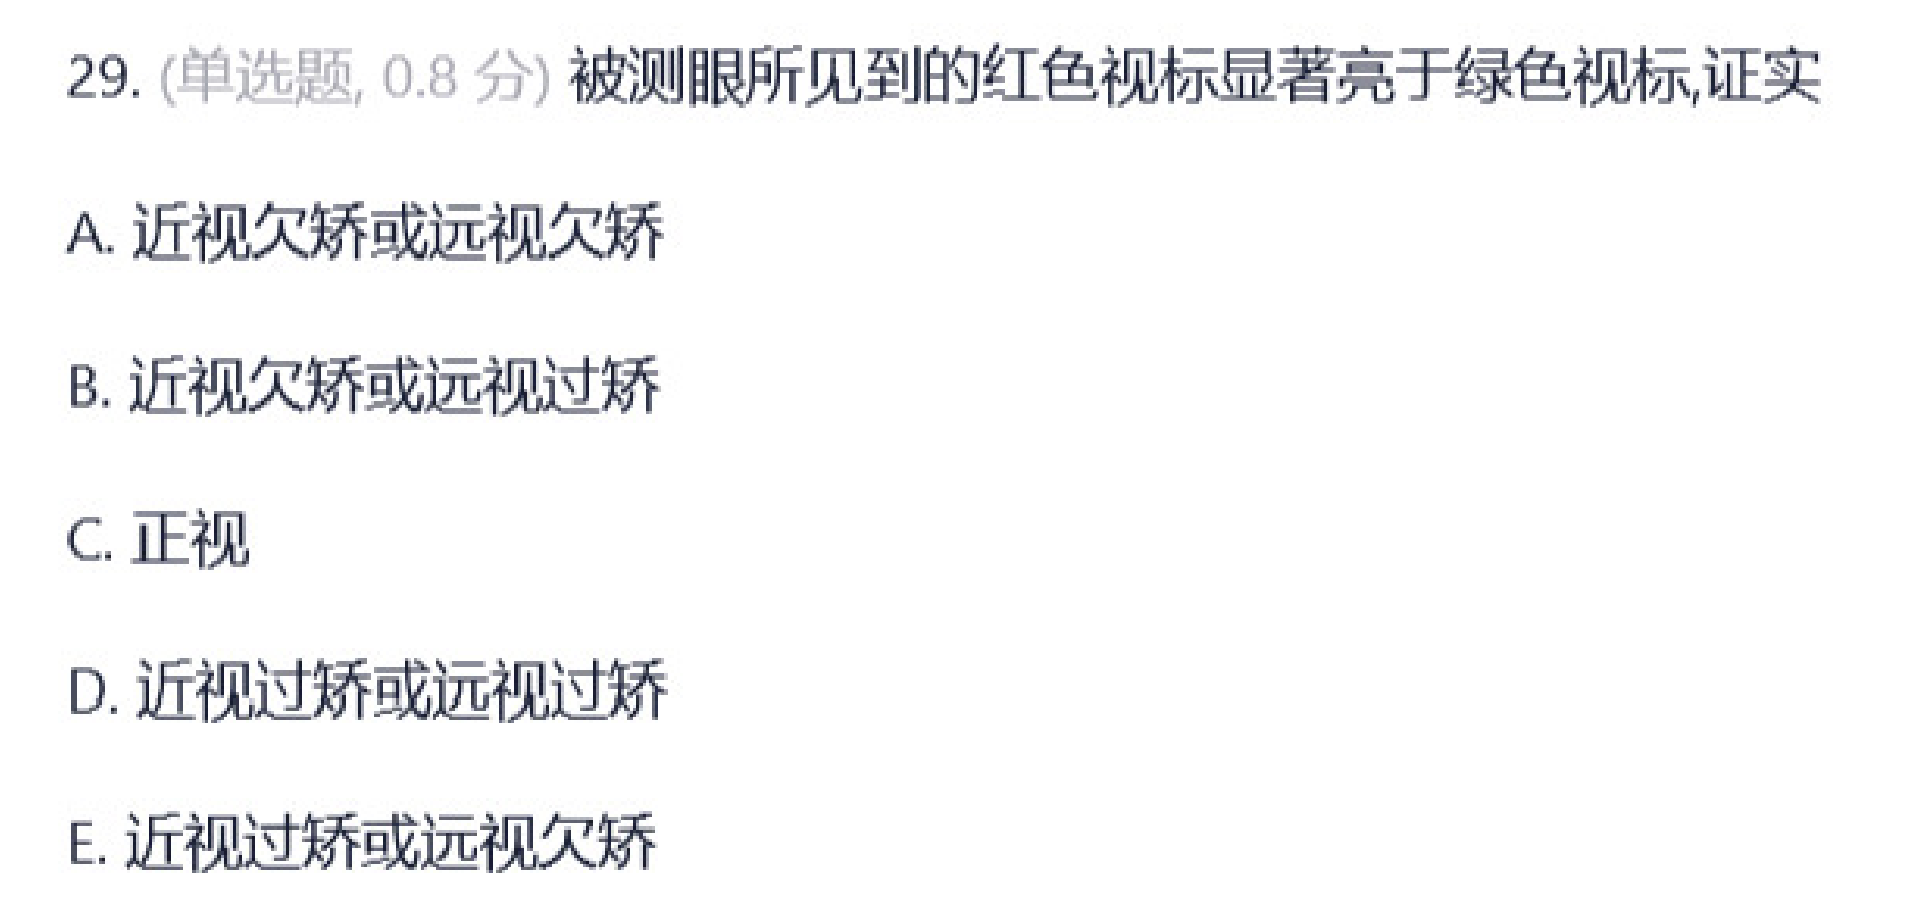 29. (单选题, 0.8 分) 被测眼所见到的红色视标显著亮于绿色视标,证实
A. 近视欠矫或远视欠矫
B. 近视欠矫或远视过矫
C. 正视
D. 近视过矫或远视过矫
E. 近视过矫或远视欠矫